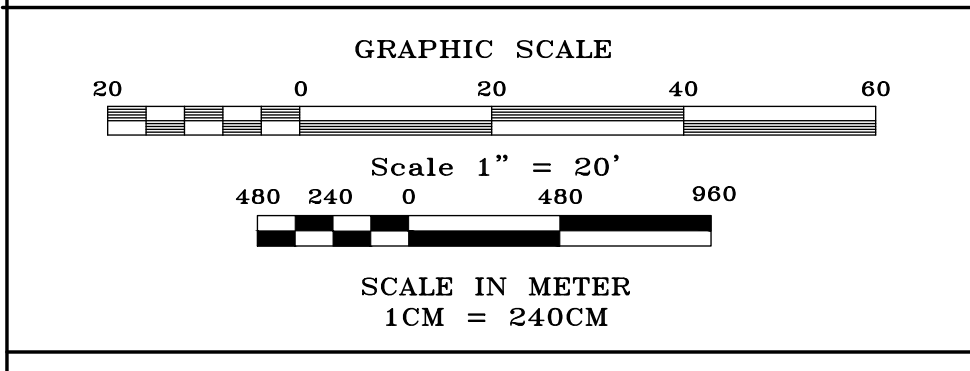 GRAPHIC SCALE
20 0 20 40 60
Scale 1" = 20'
480 240 0 480 960
SCALE IN METER
1CM = 240CM